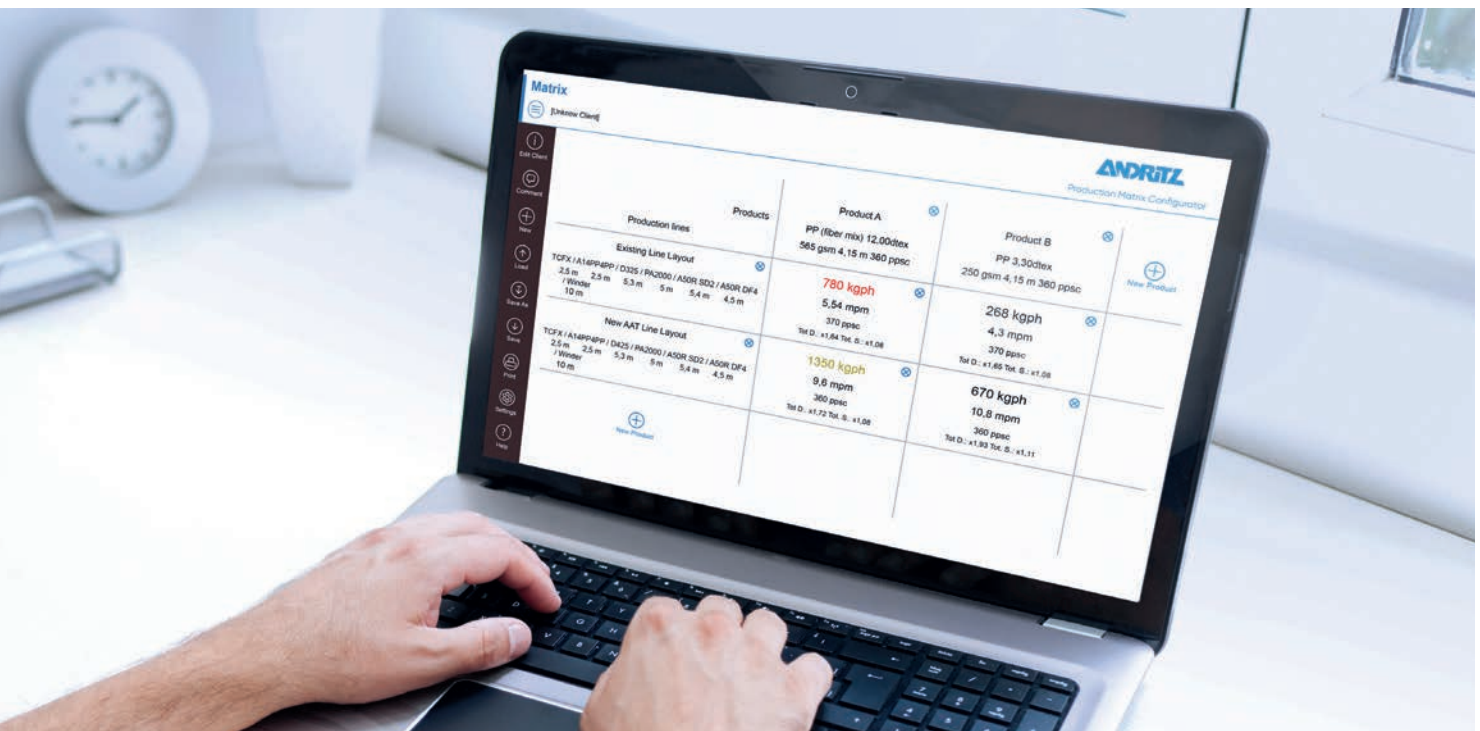 Matrix
[Unknow Client]
ANDRITZ
Production Matrix Configurator
Edit Client
Comment
New
Load
Save As
Save
Print
Settings
Help
Products
Production lines
Product A
PP (fiber mix) 12,00dtex
565 gsm 4,15 m 360 ppsc
Product B
PP 3,30dtex
250 gsm 4,15 m 360 ppsc
New Product
Existing Line Layout
TCFX / A14PP4PP / D325 / PA2000 / A50R SD2 / A50R DF4
2,5 m 2,5 m 5,3 m 5 m 5,4 m 4,5 m
/ Winder
10 m
780 kgph
5,54 mpm
370 ppsc
Tot D.: x1,64 Tot. S.: x1,08
268 kgph
4,3 mpm
370 ppsc
Tot D.: x1,65 Tot. S.: x1,08
New AAT Line Layout
TCFX / A14PP4PP / D425 / PA2000 / A50R SD2 / A50R DF4
2,5 m 2,5 m 5,3 m 5 m 5,4 m 4,5 m
/ Winder
10 m
1350 kgph
9,6 mpm
360 ppsc
Tot D.: x1,72 Tot. S.: x1,08
670 kgph
10,8 mpm
360 ppsc
Tot D.: x1,93 Tot. S.: x1,11
New Product